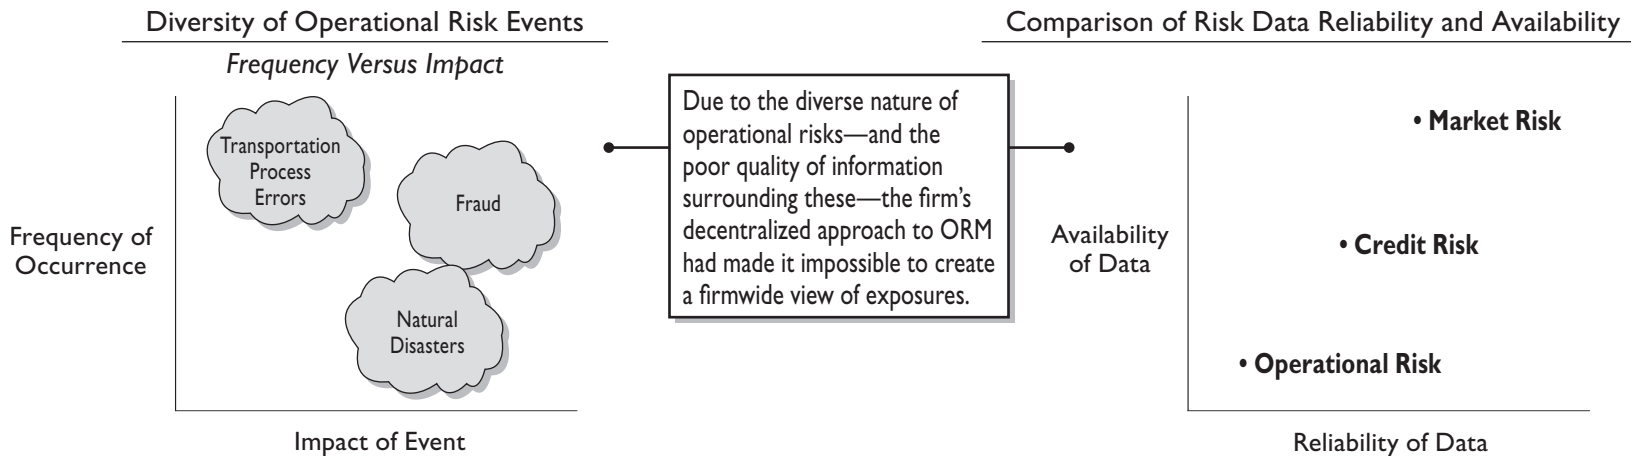 Diversity of Operational Risk Events
Frequency Versus Impact
Frequency of
Occurrence
Transportation
Process
Errors
Fraud
Natural
Disasters
Impact of Event
Due to the diverse nature of
operational risks—and the
poor quality of information
surrounding these—the firm’s
decentralized approach to ORM
had made it impossible to create
a firmwide view of exposures.
Comparison of Risk Data Reliability and Availability
Availability
of Data
• Market Risk
• Credit Risk
• Operational Risk
Reliability of Data